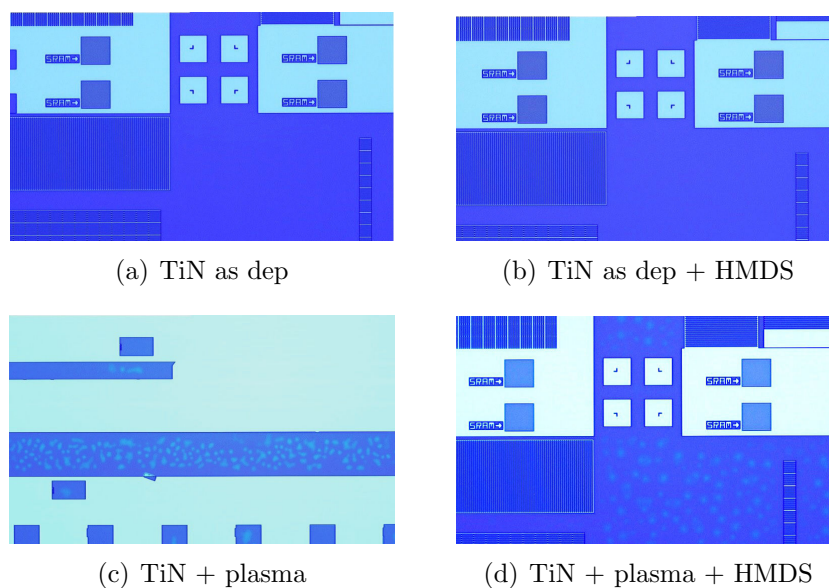 SRAM→ SRAM→
SRAM→ SRAM→
(a) TiN as dep
SRAM→ SRAM→
SRAM→ SRAM→
(b) TiN as dep + HMDS
(c) TiN + plasma
SRAM→ SRAM→
SRAM→ SRAM→
(d) TiN + plasma + HMDS